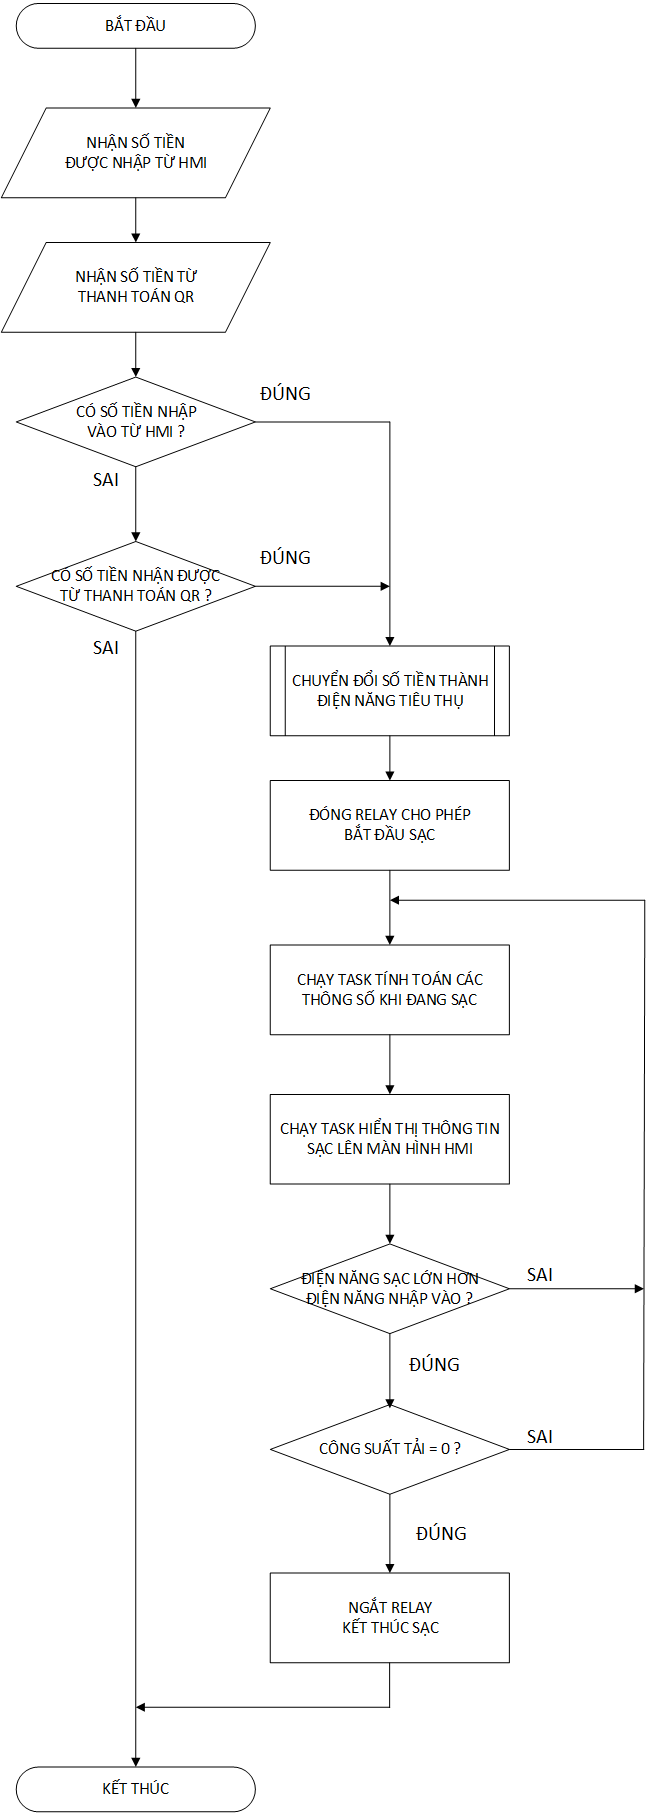 BẮT ĐẦU
NHẬN SỐ TIỀN
ĐƯỢC NHẬP TỪ HMI
NHẬN SỐ TIỀN TỪ
THANH TOÁN QR
CÓ SỐ TIỀN NHẬP
VÀO TỪ HMI ?
ĐÚNG
SAI
CÓ SỐ TIỀN NHẬN ĐƯỢC
TỪ THANH TOÁN QR ?
ĐÚNG
SAI
CHUYỂN ĐỔI SỐ TIỀN THÀNH
ĐIỆN NĂNG TIÊU THỤ
ĐÓNG RELAY CHO PHÉP
BẮT ĐẦU SẠC
CHẠY TASK TÍNH TOÁN CÁC
THÔNG SỐ KHI ĐANG SẠC
CHẠY TASK HIỂN THỊ THÔNG TIN
SẠC LÊN MÀN HÌNH HMI
ĐIỆN NĂNG SẠC LỚN HƠN
ĐIỆN NĂNG NHẬP VÀO ?
SAI
ĐÚNG
CÔNG SUẤT TẢI = 0 ?
SAI
ĐÚNG
NGẮT RELAY
KẾT THÚC SẠC
KẾT THÚC